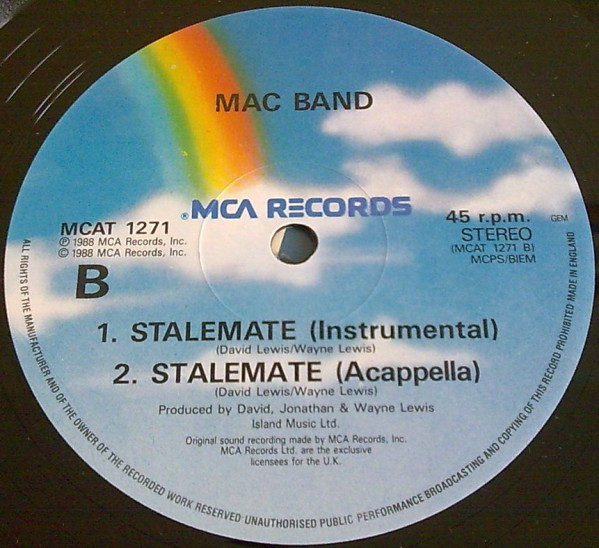 MAC BAND
®MCA RECORDS
MCAT 1271
℗ 1988 MCA Records, Inc.
© 1988 MCA Records, Inc.
B
45 r.p.m.
GEM
STEREO
(MCAT 1271 B)
MCPS/BIEM
1. STALEMATE (Instrumental)
(David Lewis/Wayne Lewis)
2. STALEMATE (Acappella)
(David Lewis/Wayne Lewis)
Produced by David, Jonathan & Wayne Lewis
Island Music Ltd.
Original sound recording made by MCA Records, Inc.
MCA Records Ltd. are the exclusive
licensees for the U.K.
ALL RIGHTS OF THE MANUFACTURER AND OF THE OWNER OF THE RECORDED WORK RESERVED UNAUTHORISED PUBLIC PERFORMANCE BROADCASTING AND COPYING OF THIS RECORD PROHIBITED MADE IN ENGLAND